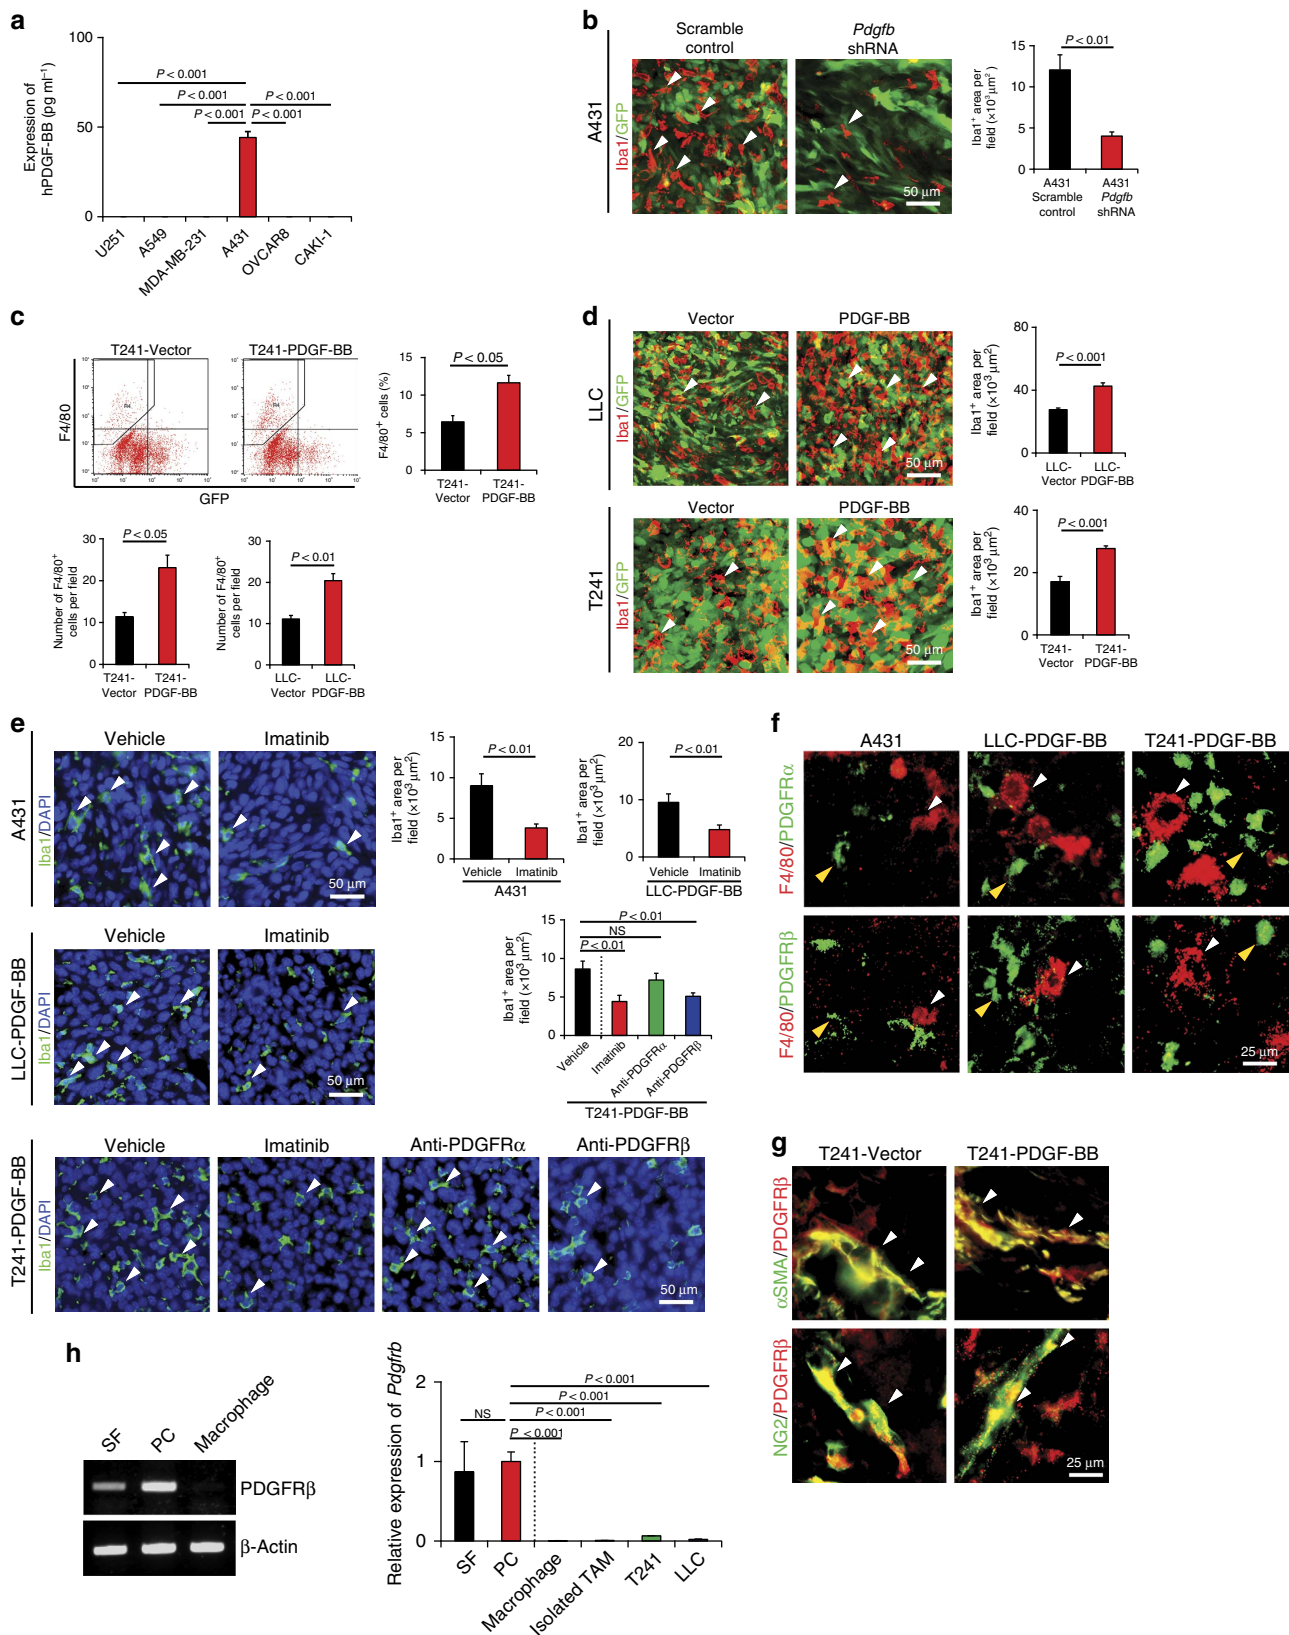 a
100
50
0
Expression of
hPDGF-BB (pg ml⁻¹)
P < 0.001
P < 0.001
P < 0.001
P < 0.001
P < 0.001
U251
A549
MDA-MB-231
A431
OVCAR8
CAKI-1
b
Scramble
control
Pdgfb
shRNA
A431
Iba1/GFP
50 µm
15
10
5
0
Iba1⁺ area per
field (×10³ µm²)
P < 0.01
A431
Scramble
control
A431
Pdgfb
shRNA
c
T241-Vector
T241-PDGF-BB
F4/80
GFP
R4
15
10
5
0
F4/80⁺ cells (%)
P < 0.05
T241-
Vector
T241-
PDGF-BB
30
20
10
0
Number of F4/80⁺
cells per field
P < 0.05
T241-
Vector
T241-
PDGF-BB
30
20
10
0
Number of F4/80⁺
cells per field
P < 0.01
LLC-
Vector
LLC-
PDGF-BB
d
Vector
PDGF-BB
LLC
Iba1/GFP
50 µm
80
40
0
Iba1⁺ area per
field (×10³ µm²)
P < 0.001
LLC-
Vector
LLC-
PDGF-BB
Vector
PDGF-BB
T241
Iba1/GFP
50 µm
40
20
0
Iba1⁺ area per
field (×10³ µm²)
P < 0.001
T241-
Vector
T241-
PDGF-BB
e
Vehicle
Imatinib
A431
Iba1/DAPI
50 µm
15
10
5
0
Iba1⁺ area per
field (×10³ µm²)
P < 0.01
Vehicle
Imatinib
A431
20
10
0
Iba1⁺ area per
field (×10³ µm²)
P < 0.01
Vehicle
Imatinib
LLC-PDGF-BB
Vehicle
Imatinib
LLC-PDGF-BB
Iba1/DAPI
50 µm
15
10
5
0
Iba1⁺ area per
field (×10³ µm²)
P < 0.01
NS
P < 0.01
Vehicle
Imatinib
Anti-PDGFRα
Anti-PDGFRβ
T241-PDGF-BB
Vehicle
Imatinib
Anti-PDGFRα
Anti-PDGFRβ
T241-PDGF-BB
Iba1/DAPI
50 µm
f
A431
LLC-PDGF-BB
T241-PDGF-BB
F4/80/PDGFRα
F4/80/PDGFRβ
25 µm
g
T241-Vector
T241-PDGF-BB
αSMA/PDGFRβ
NG2/PDGFRβ
25 µm
h
SF
PC
Macrophage
PDGFRβ
β-Actin
2
1
0
Relative expression of Pdgfrb
P < 0.001
P < 0.001
P < 0.001
NS
P < 0.001
SF
PC
Macrophage
Isolated TAM
T241
LLC